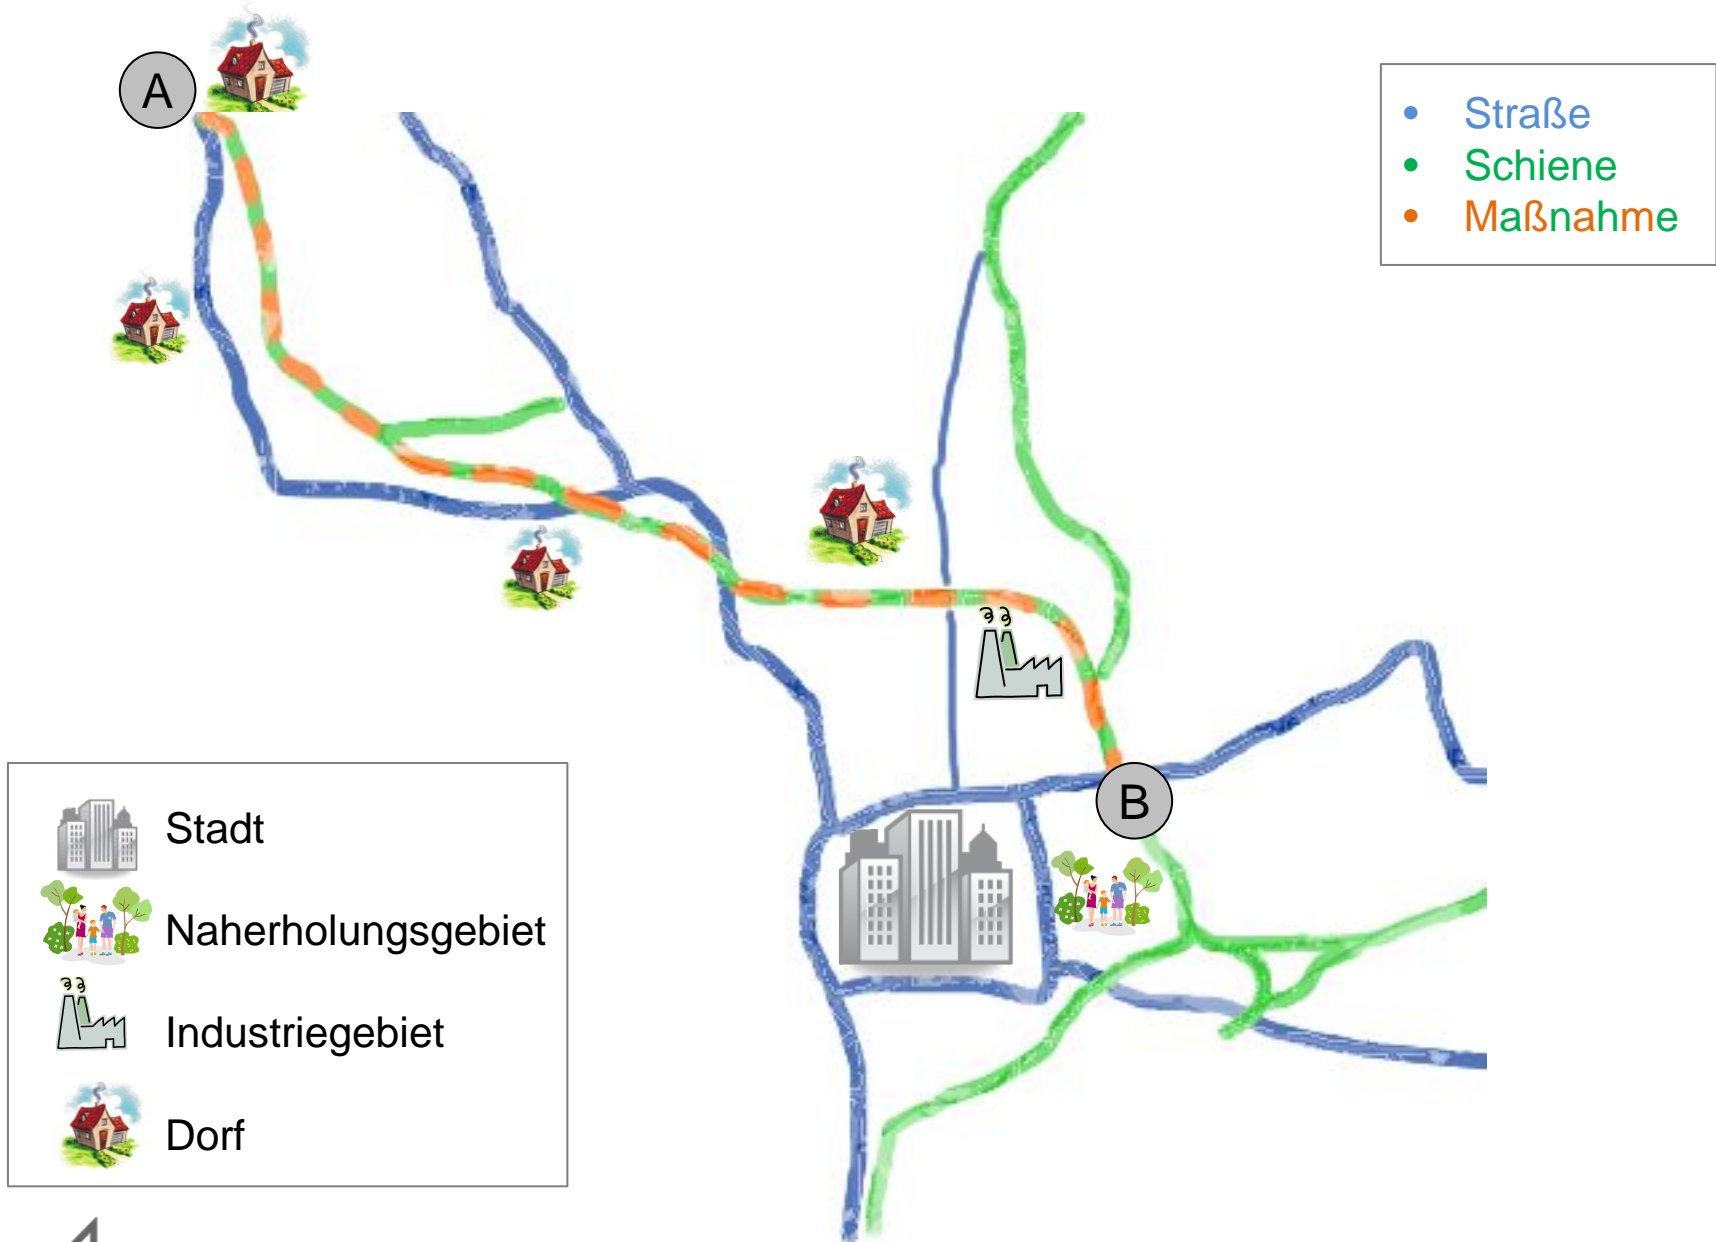 A
• Straße
• Schiene
• Maßnahme
B
Stadt
Naherholungsgebiet
Industriegebiet
Dorf